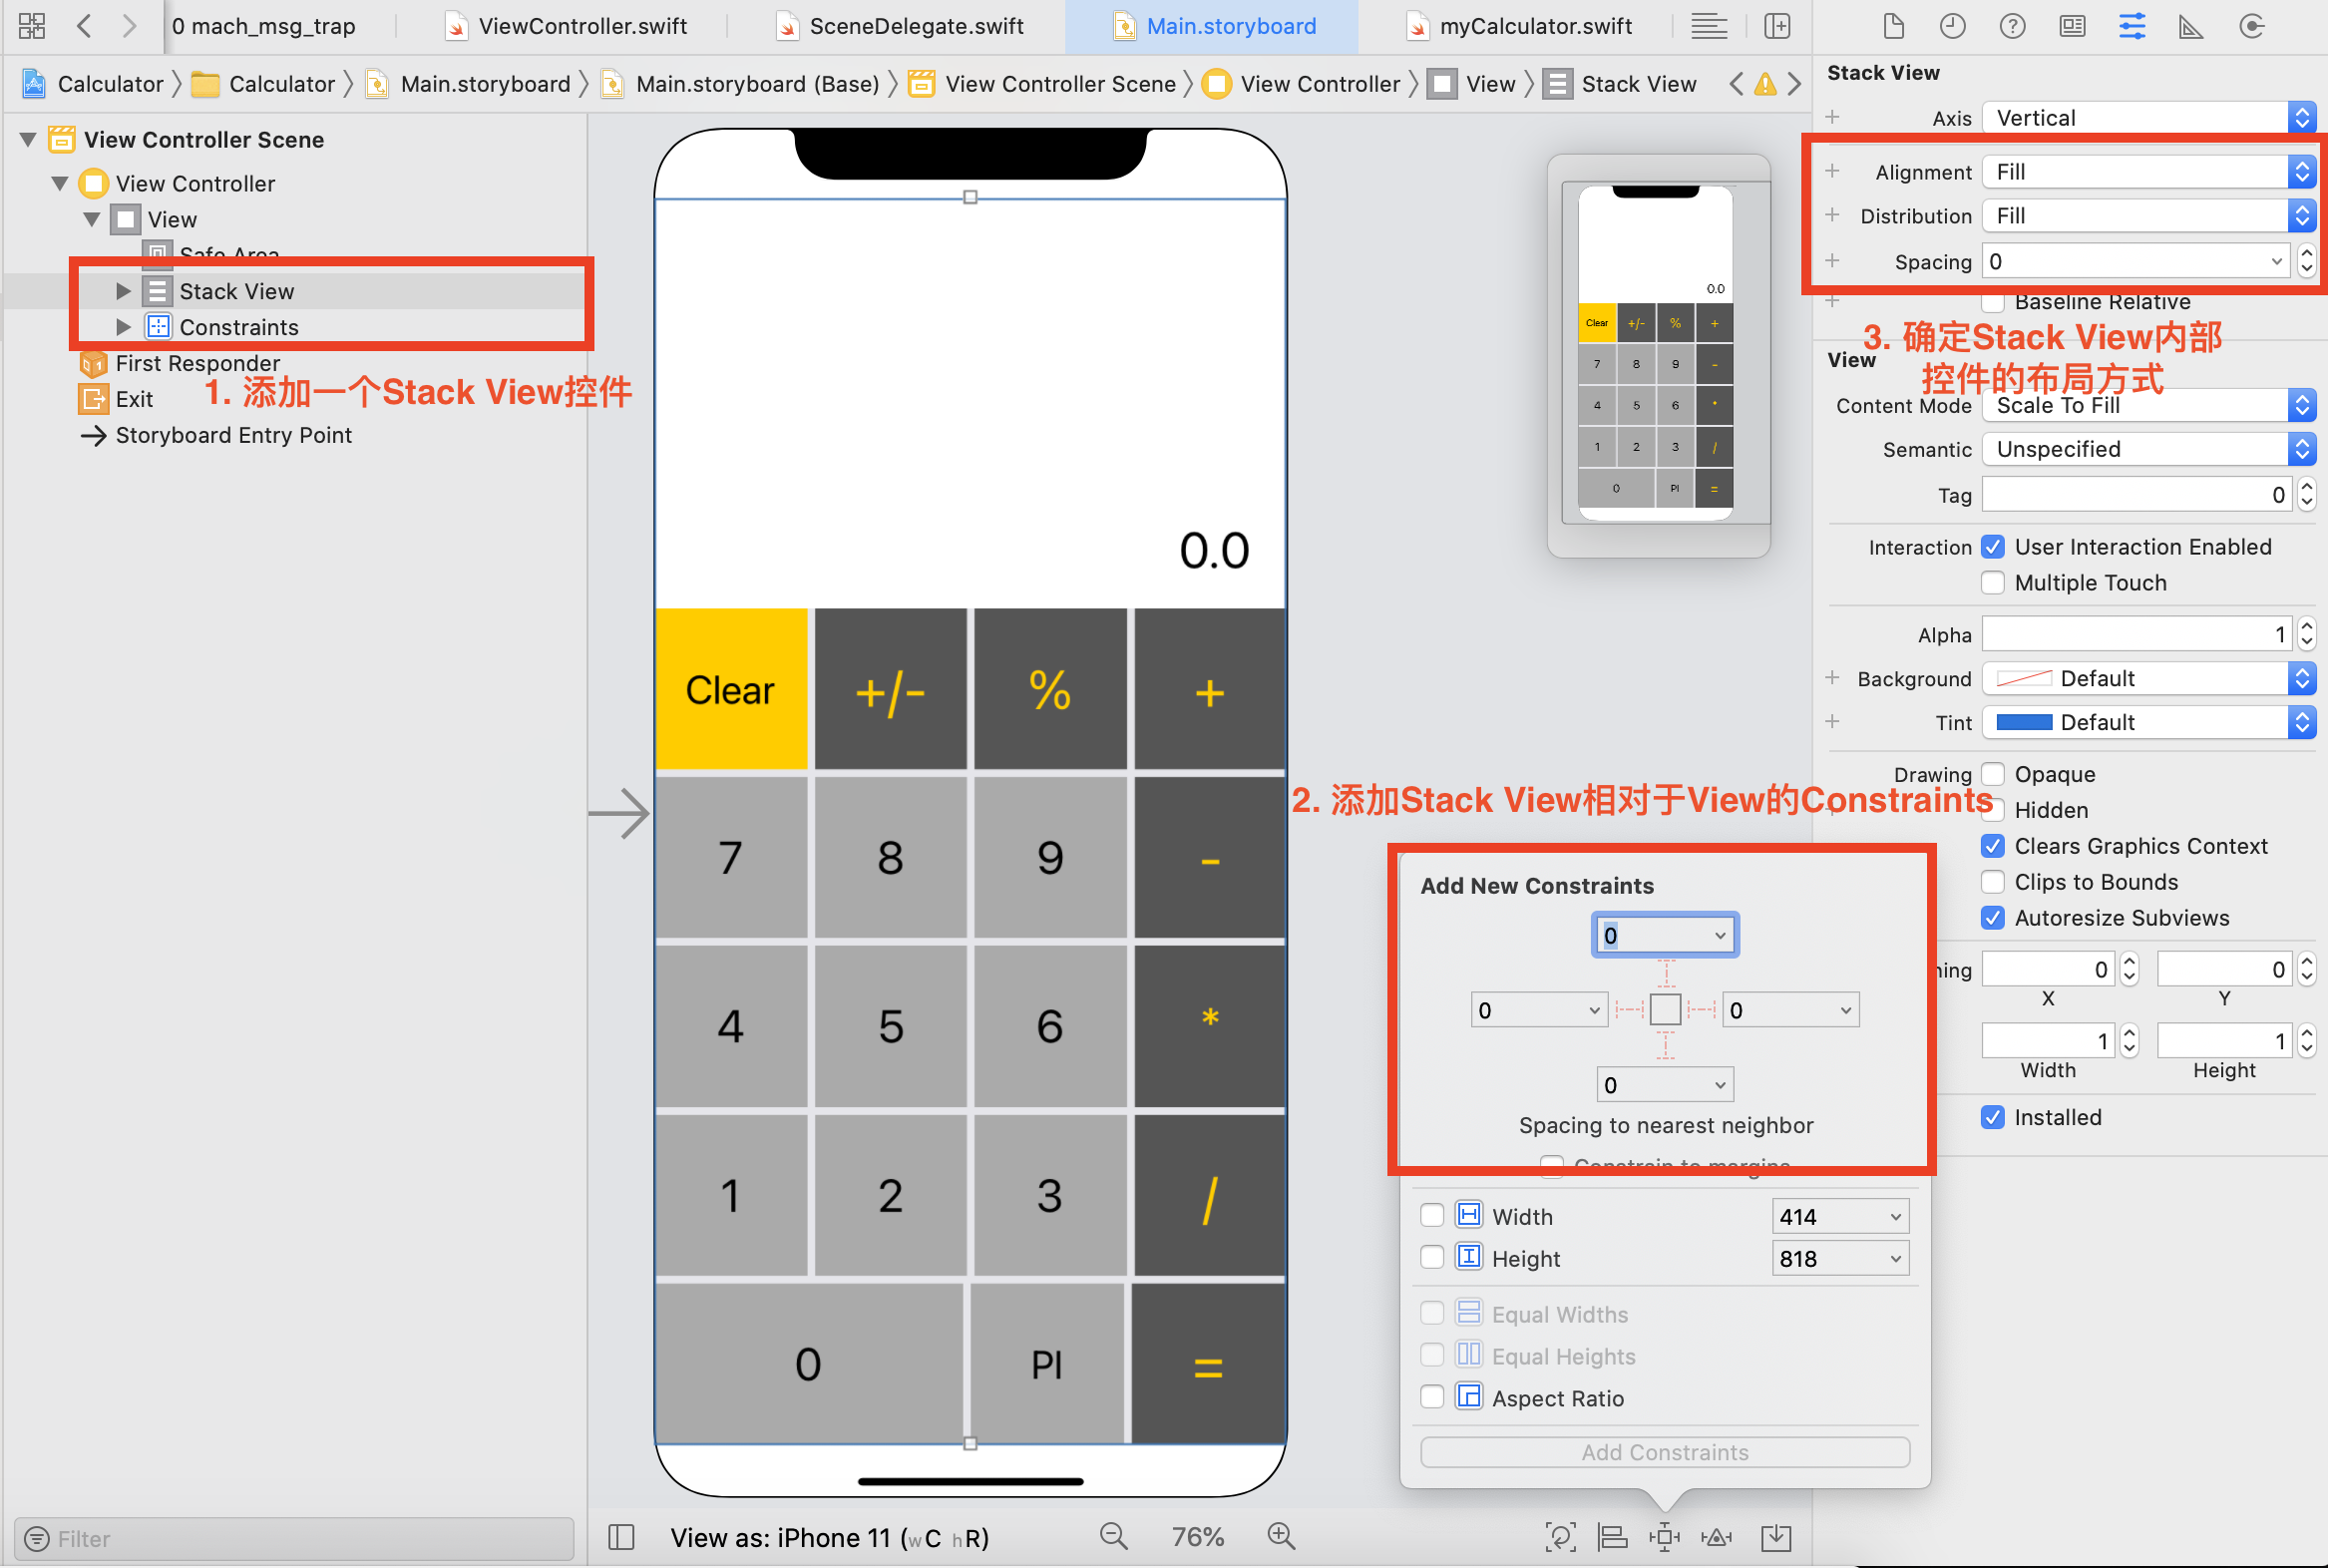 0 mach_msg_trap
ViewController.swift
SceneDelegate.swift
Main.storyboard
myCalculator.swift
Calculator
Calculator
Main.storyboard
Main.storyboard (Base)
View Controller Scene
View Controller
View
Stack View
View Controller Scene
View Controller
View
Safe Area
Stack View
Constraints
First Responder
Exit
Storyboard Entry Point
1. 添加一个Stack View控件
Filter
0.0
Clear +/- % +
7 8 9 -
4 5 6 *
1 2 3 /
0 PI =
0.0
Clear +/- % +
7 8 9 -
4 5 6 *
1 2 3 /
0 PI =
2. 添加Stack View相对于View的Constraints
Add New Constraints
0
0 0
0
Spacing to nearest neighbor
Constrain to margins
Width 414
Height 818
Equal Widths
Equal Heights
Aspect Ratio
Add Constraints
View as: iPhone 11 (wC hR)
76%
Stack View
Axis Vertical
Alignment Fill
Distribution Fill
Spacing 0
Baseline Relative
3. 确定Stack View内部
控件的布局方式
View
Content Mode Scale To Fill
Semantic Unspecified
Tag 0
Interaction User Interaction Enabled
Multiple Touch
Alpha 1
Background Default
Tint Default
Drawing Opaque
Hidden
Clears Graphics Context
Clips to Bounds
Autoresize Subviews
0 0
X Y
1 1
Width Height
Installed